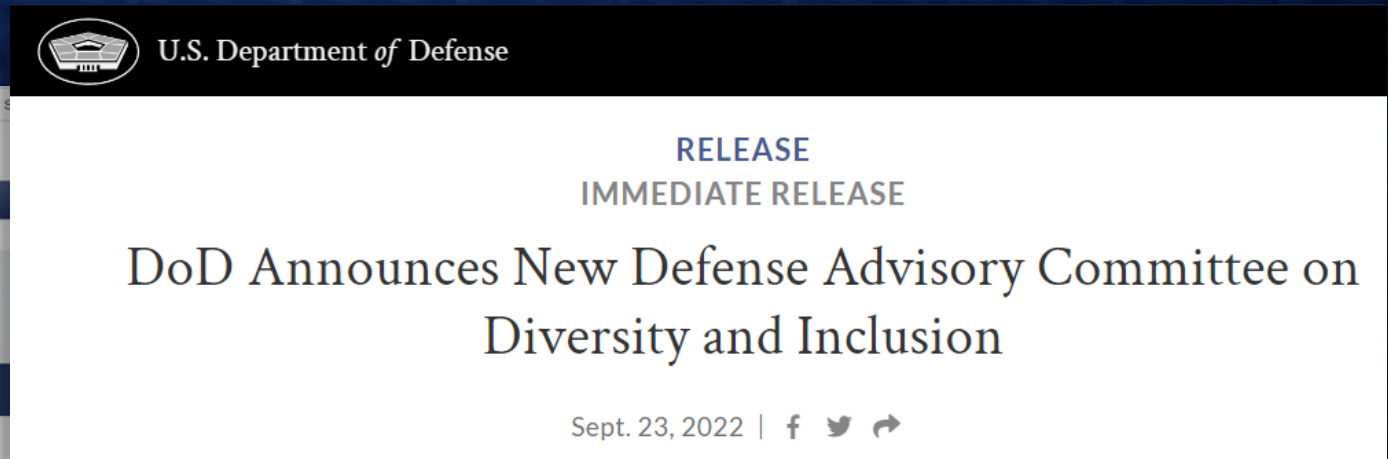 U.S. Department of Defense
RELEASE
IMMEDIATE RELEASE
DoD Announces New Defense Advisory Committee on
Diversity and Inclusion
Sept. 23, 2022 |